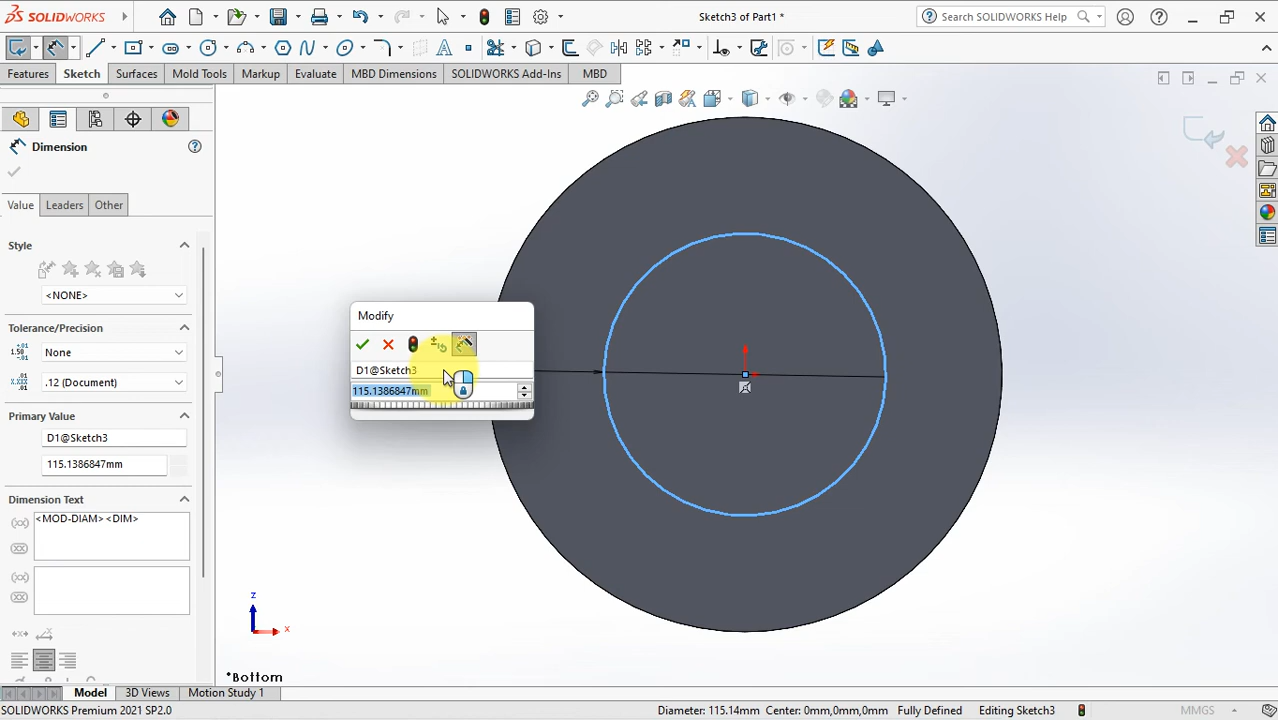 SOLIDWORKS
Sketch3 of Part1 *
Search SOLIDWORKS Help
Features
Sketch
Surfaces
Mold Tools
Markup
Evaluate
MBD Dimensions
SOLIDWORKS Add-Ins
MBD
Dimension
Value
Leaders
Other
Style
<NONE>
Tolerance/Precision
None
.12 (Document)
Primary Value
D1@Sketch3
115.1386847mm
Dimension Text
<MOD-DIAM><DIM>
Modify
D1@Sketch3
115.1386847mm
z
x
*Bottom
Model
3D Views
Motion Study 1
SOLIDWORKS Premium 2021 SP2.0
Diameter: 115.14mm Center: 0mm,0mm,0mm
Fully Defined
Editing Sketch3
MMGS